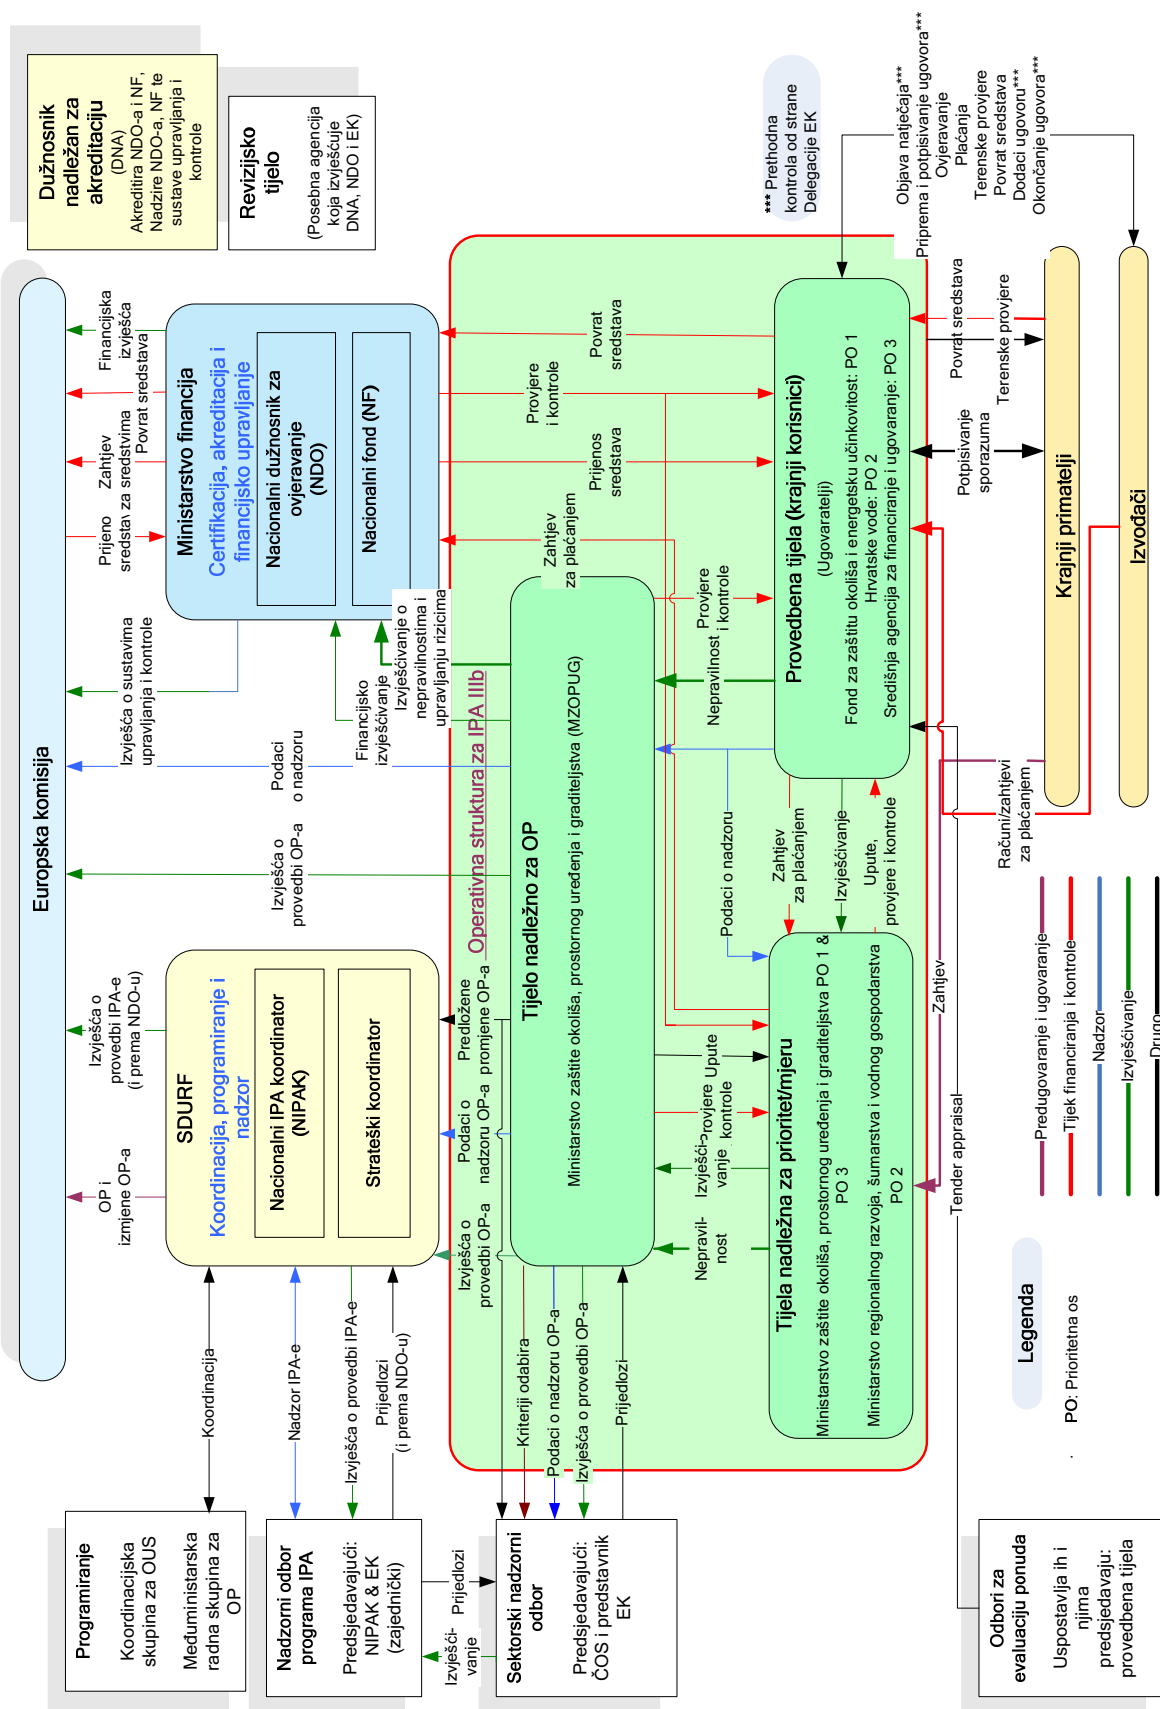 Dužnosnik
nadležan za
akreditaciju
(DNA)
Akreditira NDO-a i NF,
Nadzire NDO-a, NF te
sustave upravljanja i
kontrole
Revizijsko
tijelo
(Posebna agencija
koja izvješćuje
DNA, NDO i EK)
Europska komisija
Financijska
izvješća
Povrat sredstava
Zahtjev
za sredstvima
Prijeno
sredstav
Izvješća o sustavima
upravljanja i kontrole
Podaci
o nadzoru
Izvješća o
provedbi OP-a
Izvješća o
provedbi IPA-e
(i prema NDO-u)
OP i
izmjene OP-a
Ministarstvo financija
Certifikacija, akreditacija i
financijsko upravljanje
Nacionalni dužnosnik za
ovjeravanje
(NDO)
Nacionalni fond (NF)
SDURF
Koordinacija, programiranje i
nadzor
Nacionalni IPA koordinator
(NIPAK)
Strateški koordinator
Programiranje
Koordinacijska
skupina za OUS
Međuministarska
radna skupina za
OP
Koordinacija
Nadzor IPA-e
Izvješća o provedbi IPA-e
Prijedlozi
(i prema NDO-u)
Nadzorni odbor
programa IPA
Predsjedavajući:
NIPAK & EK
(zajednički)
Prijedlozi
Izvješći-
vanje
Sektorski nadzorni
odbor
Predsjedavajući:
ČOS i predstavnik
EK
Kriteriji odabira
Podaci o nadzoru OP-a
Izvješća o provedbi OP-a
Prijedlozi
Financijsko
izvješćivanje
Izvješćivanje o
nepravilnostima i
upravljanju rizicima
Operativna struktura za IPA IIIb
Predložene
promjene OP-a
Podaci o
nadzoru OP-a
Izvješća o
provedbi OP-a
Tijelo nadležno za OP
Ministarstvo zaštite okoliša, prostornog uređenja i graditeljstva (MZOPUG)
Povrat
sredstava
Provjere
i kontrole
Prijenos
sredstava
Zahtjev
za plaćanjem
Provjere
i kontrole
Nepravilnost
Podaci o nadzoru
Zahtjev
za plaćanjem
Izvješćivanje
Upute,
provjere i kontrole
Upute
rovjere
kontrole
Izvješći-
vanje
Nepravil-
nost
Provedbena tijela (krajnji korisnici)
(Ugovaratelji)
Fond za zaštitu okoliša i energetsku učinkovitost: PO 1
Hrvatske vode: PO 2
Središnja agencija za financiranje i ugovaranje: PO 3
Tijela nadležna za prioritet/mjeru
Ministarstvo zaštite okoliša, prostornog uređenja i graditeljstva PO 1 &
PO 3
Ministarstvo regionalnog razvoja, šumarstva i vodnog gospodarstva
PO 2
*** Prethodna
kontrola od strane
Delegacije EK
Objava natječaja***
Priprema i potpisivanje ugovora***
Ovjeravanje
Plaćanja
Terenske provjere
Povrat sredstava
Dodaci ugovoru***
Okončanje ugovora***
Povrat sredstava
Terenske provjere
Potpisivanje
sporazuma
Krajnji primatelji
Izvođači
Računi/zahtjevi
za plaćanjem
Zahtjev
Tender appraisal
Predugovaranje i ugovaranje
Tijek financiranja i kontrole
Nadzor
Izvješćivanje
Drugo
Legenda
PO: Prioritetna os
.
Odbori za
evaluaciju ponuda
Uspostavlja ih i
njima
predsjedavaju:
provedbena tijela